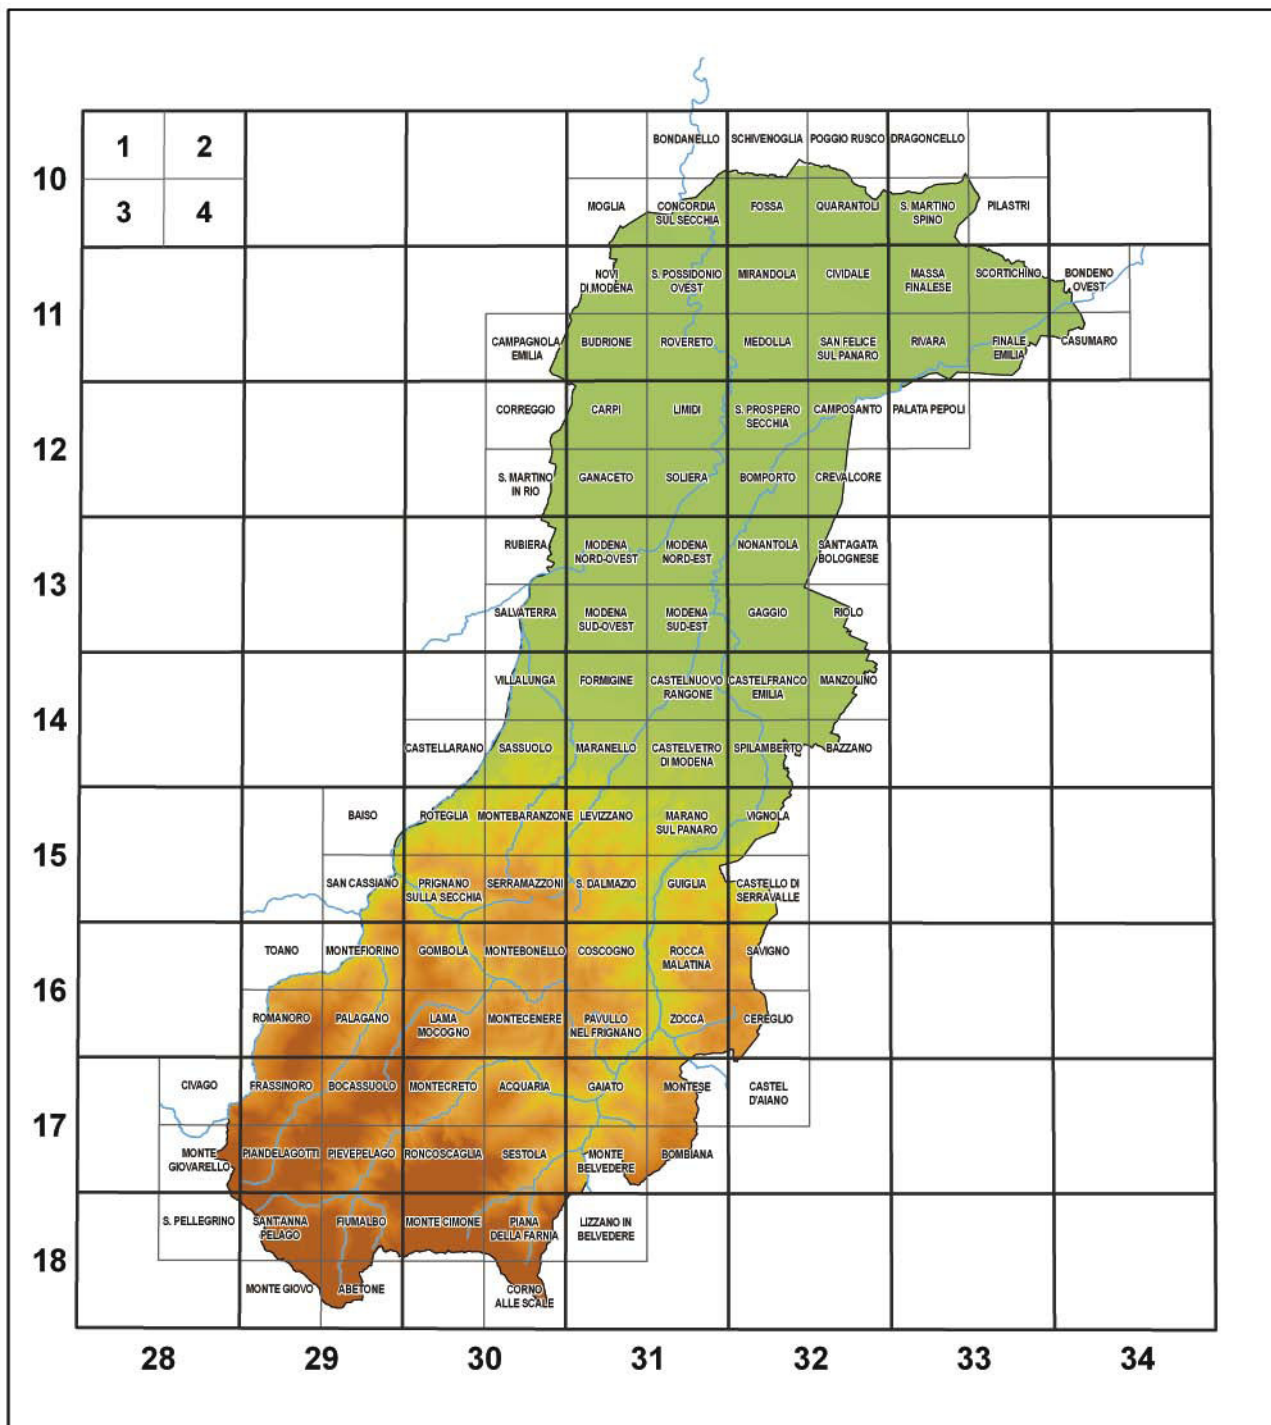 1 2
BONDANELLO SCHIVENOGLIA POGGIO RUSCO DRAGONCELLO
10
3 4
MOGLIA CONCORDIA SUL SECCHIA FOSSA QUARANTOLI S. MARTINO SPINO PILASTRI
NOVI DI MODENA S. POSSIDONIO OVEST MIRANDOLA CIVIDALE MASSA FINALESE SCORTICHINO BONDENO OVEST
11
CAMPAGNOLA EMILIA BUDRIONE ROVERETO MEDOLLA SAN FELICE SUL PANARO RIVARA FINALE EMILIA CASUMARO
CORREGGIO CARPI LIMIDI S. PROSPERO SECCHIA CAMPOSANTO PALATA PEPOLI
12
S. MARTINO IN RIO GANACETO SOLIERA BOMPORTO CREVALCORE
RUBIERA MODENA NORD-OVEST MODENA NORD-EST NONANTOLA SANT'AGATA BOLOGNESE
13
SALVATERRA MODENA SUD-OVEST MODENA SUD-EST GAGGIO RIOLO
VILLALUNGA FORMIGINE CASTELNUOVO RANGONE CASTELFRANCO EMILIA MANZOLINO
14
CASTELLARANO SASSUOLO MARANELLO CASTELVETRO DI MODENA SPILAMBERTO BAZZANO
BAISO ROTEGLIA MONTEBARANZONE LEVIZZANO MARANO SUL PANARO VIGNOLA
15
SAN CASSIANO PRIGNANO SULLA SECCHIA SERRAMAZZONI S. DALMAZIO GUIGLIA CASTELLO DI SERRAVALLE
TOANO MONTEFIORINO GOMBOLA MONTEBONELLO COSCOGNO ROCCA MALATINA SAVIGNO
16
ROMANORO PALAGANO LAMA MOCOGNO MONTECENERE PAVULLO NEL FRIGNANO ZOCCA CEREGLIO
CIVAGO FRASSINORO BOCASSUOLO MONTECRETO ACQUARIA GAIATO MONTESE CASTEL D'AIANO
17
MONTE GIOVARELLO PIANDELAGOTTI PIEVEPELAGO RONCOSCAGLIA SESTOLA MONTE BELVEDERE BOMBIANA
S. PELLEGRINO SANT'ANNA PELAGO FIUMALBO MONTE CIMONE PIANA DELLA FARNIA LIZZANO IN BELVEDERE
18
MONTE GIOVO ABETONE CORNO ALLE SCALE
28 29 30 31 32 33 34